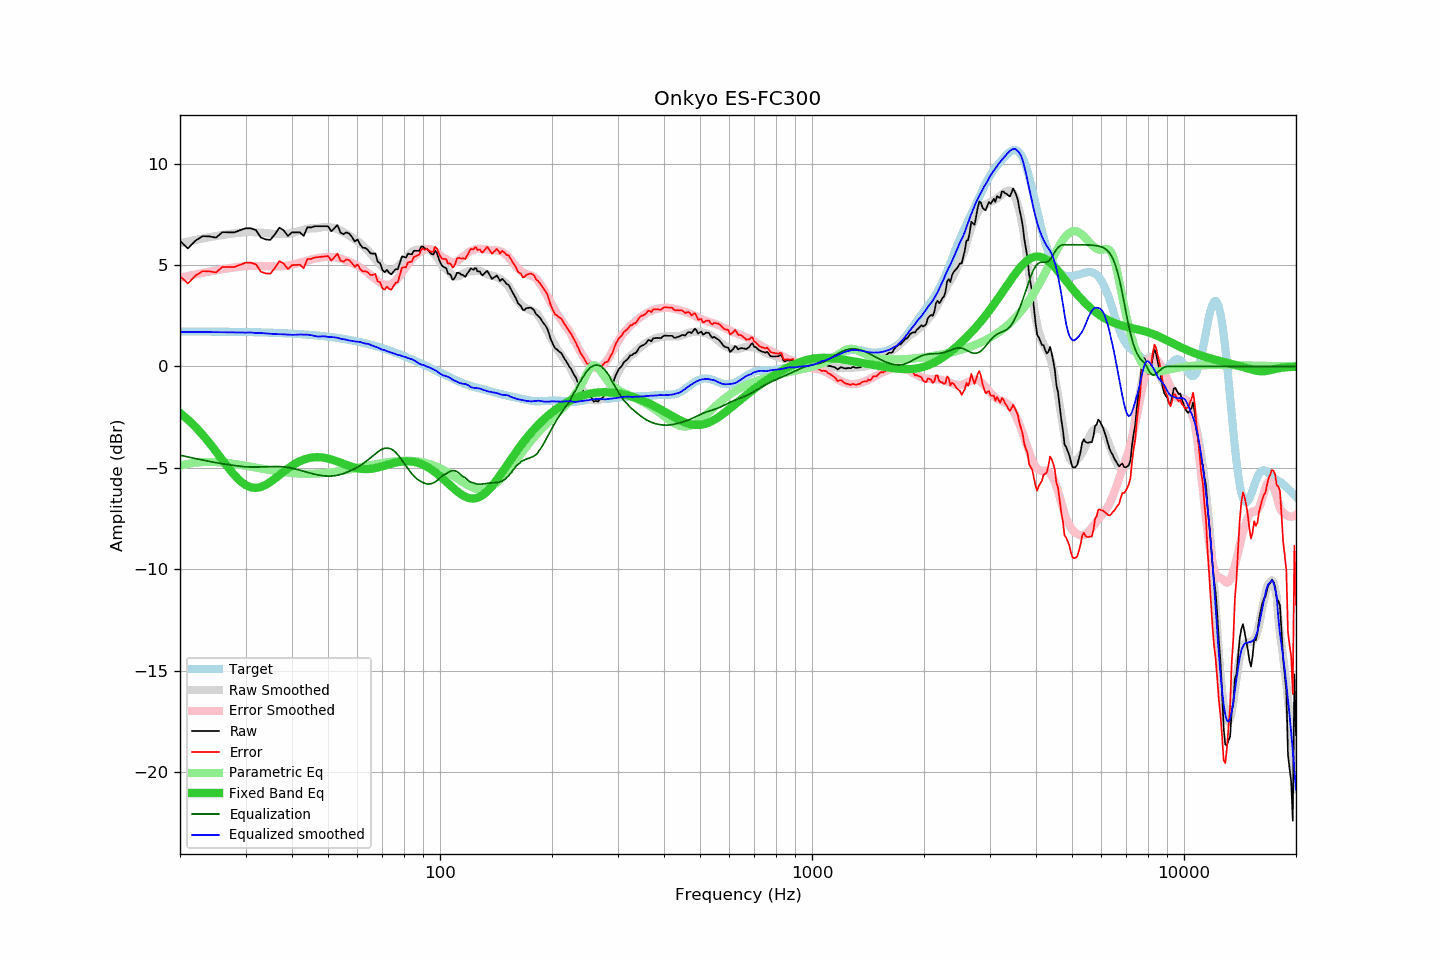 Onkyo ES-FC300
10
5
0
−5
−10
−15
−20
Amplitude (dBr)
Target
Raw Smoothed
Error Smoothed
Raw
Error
Parametric Eq
Fixed Band Eq
Equalization
Equalized smoothed
100
1000
10000
Frequency (Hz)